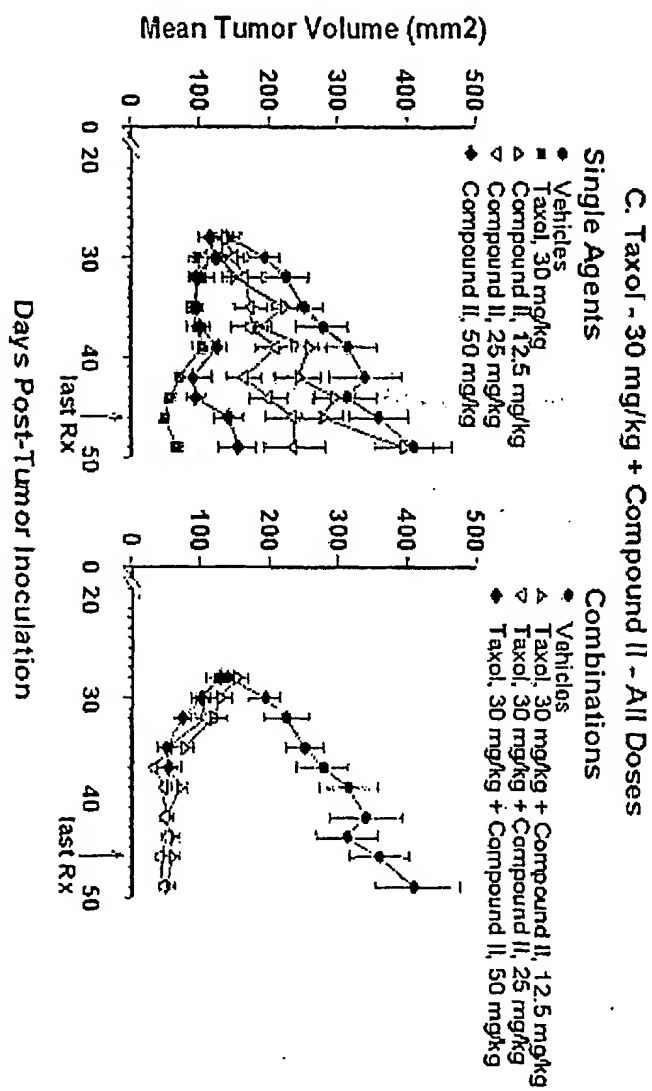 C. Taxol - 30 mg/kg + Compound II - All Doses
Single Agents
Vehicles
Taxol, 30 mg/kg
Compound II, 12.5 mg/kg
Compound II, 25 mg/kg
Compound II, 50 mg/kg
Combinations
Vehicles
Taxol, 30 mg/kg + Compound II, 12.5 mg/kg
Taxol, 30 mg/kg + Compound II, 25 mg/kg
Taxol, 30 mg/kg + Compound II, 50 mg/kg
Mean Tumor Volume (mm2)
500
400
300
200
100
0
0 20 30 40 50
last Rx
500
400
300
200
100
0
0 20 30 40 50
last Rx
Days Post-Tumor Inoculation